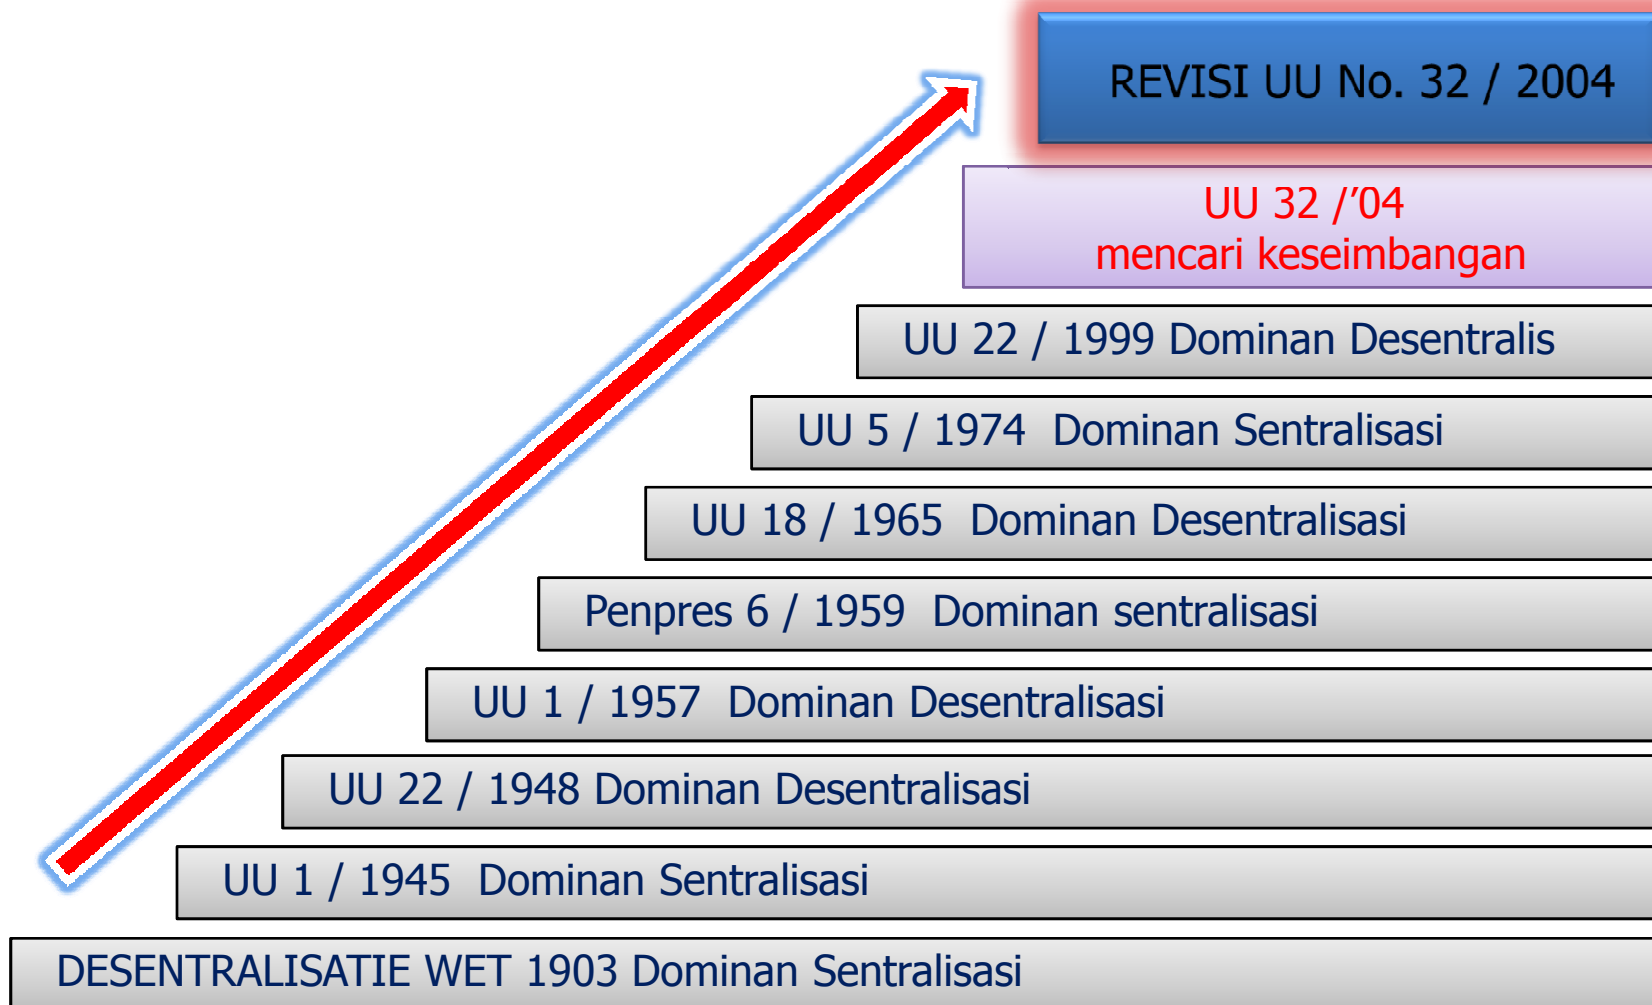 REVISI UU No. 32 / 2004
UU 32 /’04
mencari keseimbangan
UU 22 / 1999 Dominan Desentralis
UU 5 / 1974 Dominan Sentralisasi
UU 18 / 1965 Dominan Desentralisasi
Penpres 6 / 1959 Dominan sentralisasi
UU 1 / 1957 Dominan Desentralisasi
UU 22 / 1948 Dominan Desentralisasi
UU 1 / 1945 Dominan Sentralisasi
DESENTRALISATIE WET 1903 Dominan Sentralisasi